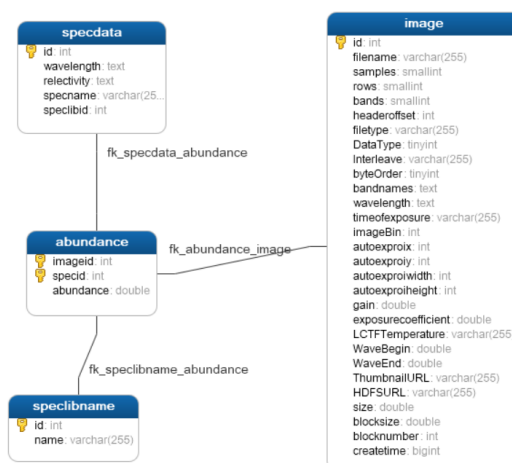 specdata
id: int
wavelength: text
relectivity: text
specname: varchar(25...
speclibid: int
fk_specdata_abundance
abundance
imageid: int
specid: int
abundance: double
fk_abundance_image
fk_speclibname_abundance
speclibname
id: int
name: varchar(255)
image
id: int
filename: varchar(255)
samples: smallint
rows: smallint
bands: smallint
headeroffset: int
filetype: varchar(255)
DataType: tinyint
Interleave: varchar(255)
byteOrder: tinyint
bandnames: text
wavelength: text
timeofexposure: varchar(255)
imageBin: int
autoexproix: int
autoexproiy: int
autoexproiwidth: int
autoexproiheight: int
gain: double
exposurecoefficient: double
LCTFTemperature: varchar(255
WaveBegin: double
WaveEnd: double
ThumbnailURL: varchar(255)
HDFSURL: varchar(255)
size: double
blocksize: double
blocknumber: int
createtime: bigint